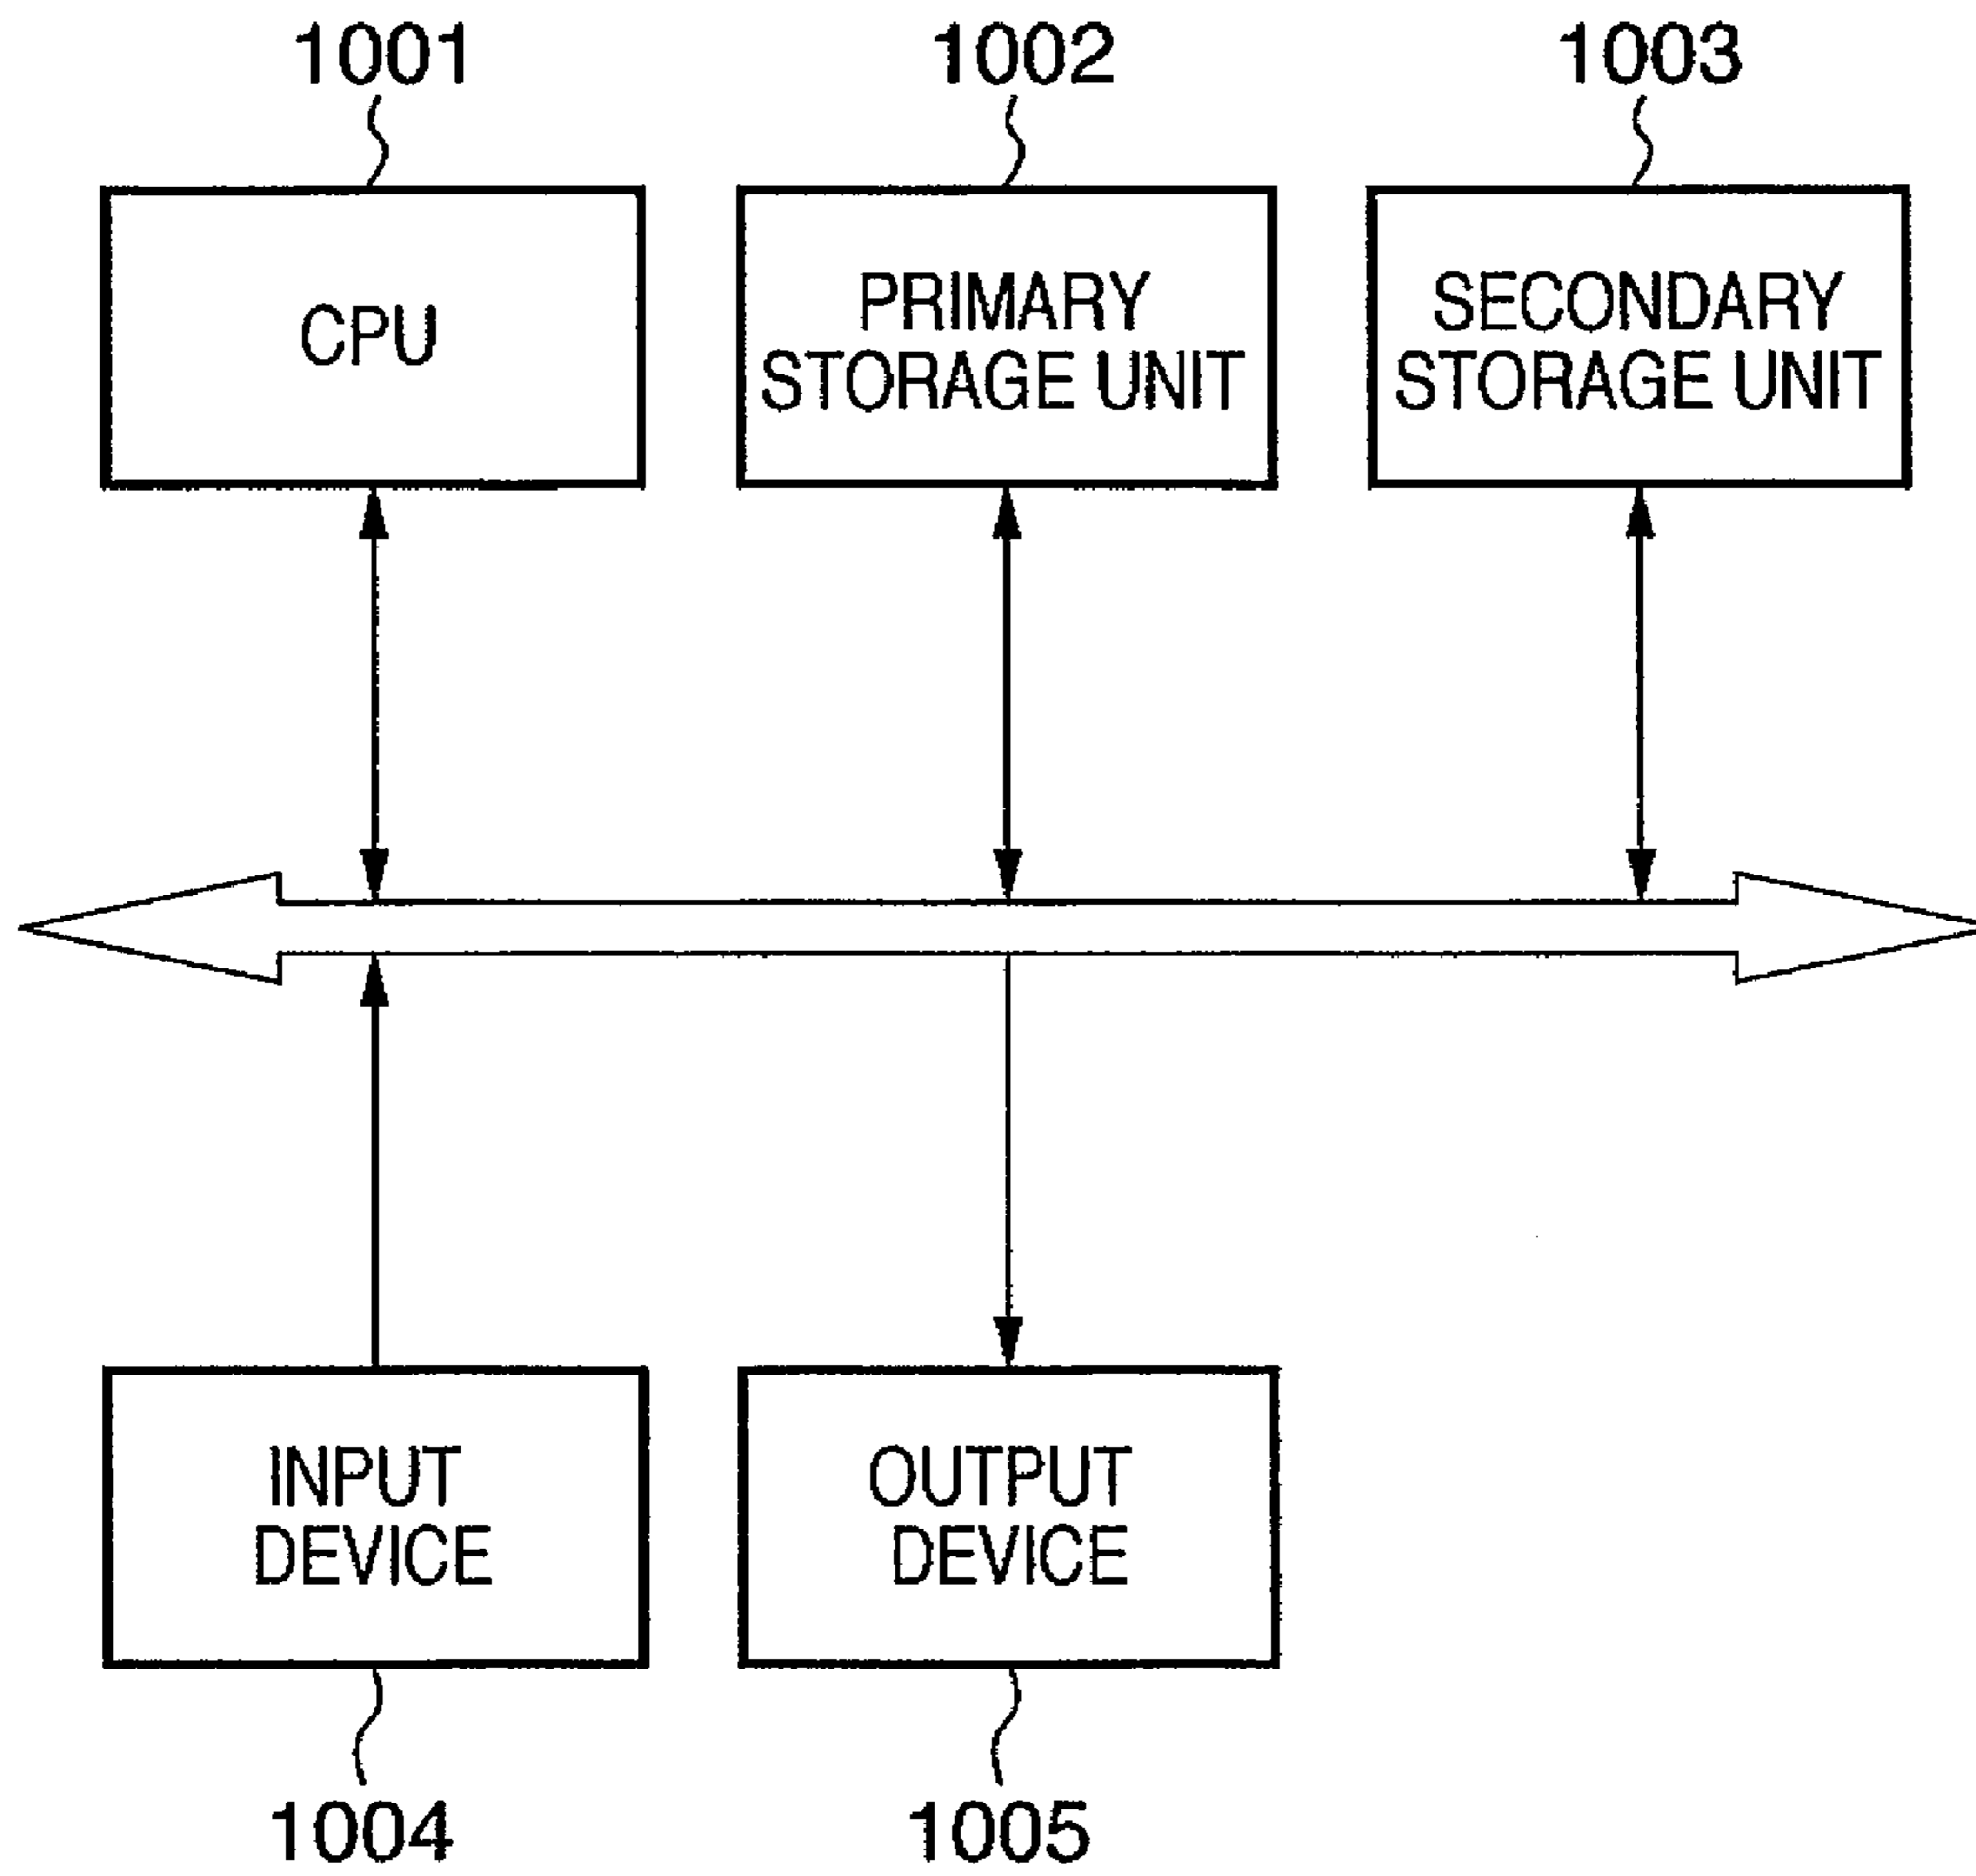 1001
1002
1003
CPU
PRIMARY
STORAGE UNIT
SECONDARY
STORAGE UNIT
INPUT
DEVICE
OUTPUT
DEVICE
1004
1005